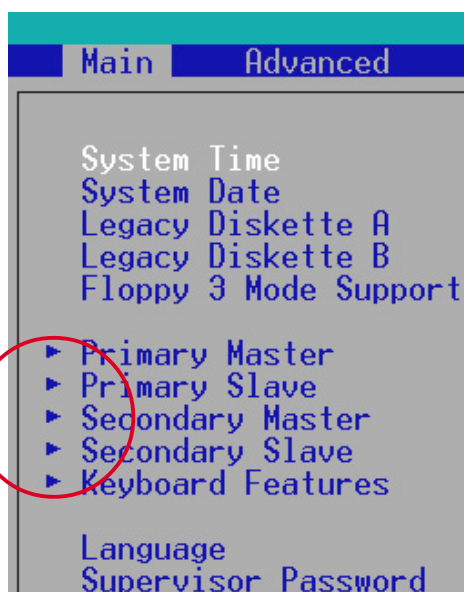 Main Advanced
System Time
System Date
Legacy Diskette A
Legacy Diskette B
Floppy 3 Mode Support
Primary Master
Primary Slave
Secondary Master
Secondary Slave
Keyboard Features
Language
Supervisor Password